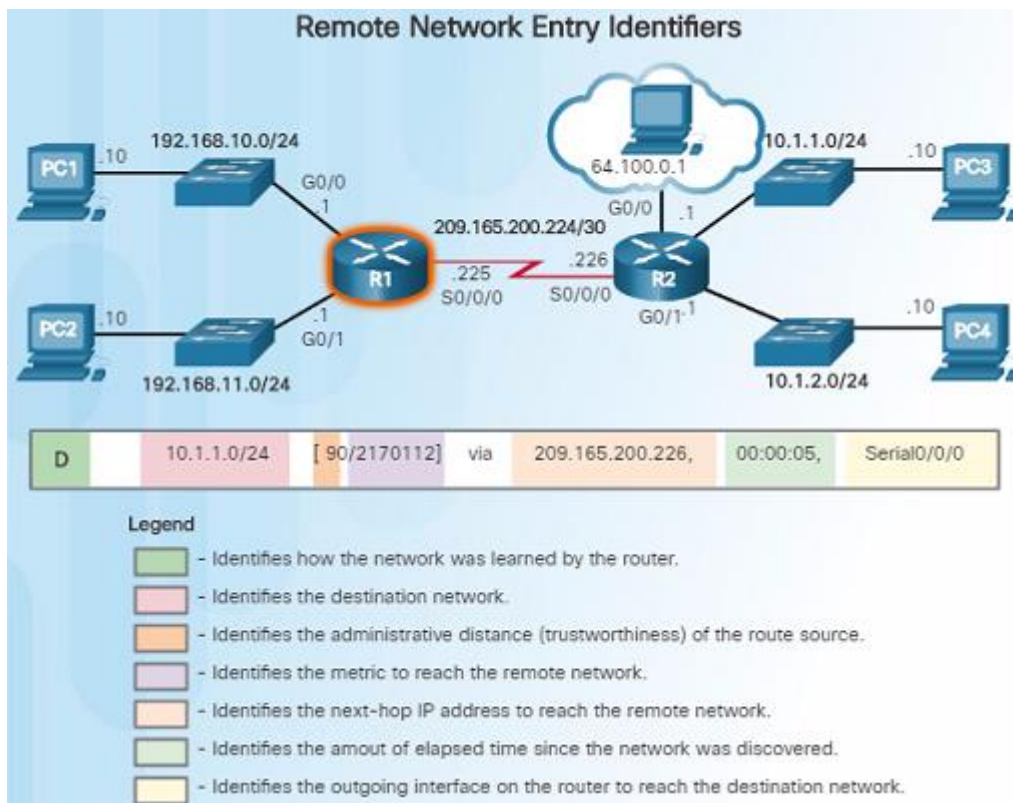 Remote Network Entry Identifiers
192.168.10.0/24
10.1.1.0/24
PC1
.10
64.100.0.1
.10
PC3
G0/0
.1
G0/0
.1
209.165.200.224/30
R1
.225
S0/0/0
.226
S0/0/0
R2
PC2
.10
.1
G0/1
G0/1
.1
.10
PC4
192.168.11.0/24
10.1.2.0/24
D 10.1.1.0/24 [ 90/2170112] via 209.165.200.226, 00:00:05, Serial0/0/0
Legend
- Identifies how the network was learned by the router.
- Identifies the destination network.
- Identifies the administrative distance (trustworthiness) of the route source.
- Identifies the metric to reach the remote network.
- Identifies the next-hop IP address to reach the remote network.
- Identifies the amout of elapsed time since the network was discovered.
- Identifies the outgoing interface on the router to reach the destination network.